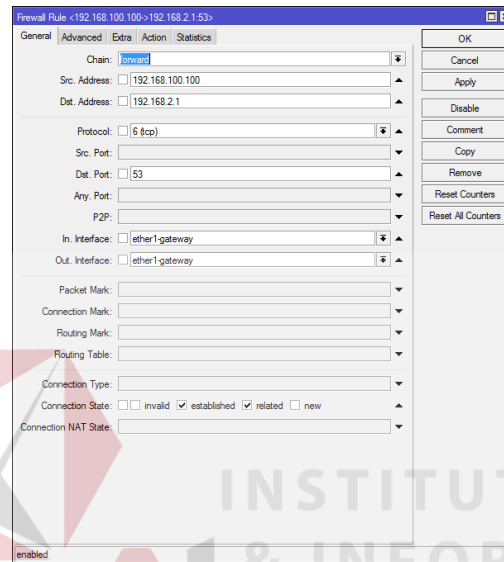 Firewall Rule <192.168.100.100->192.168.2.1:53>
General Advanced Extra Action Statistics
Chain: forward
Src. Address: 192.168.100.100
Dst. Address: 192.168.2.1
Protocol: 6 (tcp)
Src. Port:
Dst. Port: 53
Any. Port:
P2P:
In. Interface: ether1-gateway
Out. Interface: ether1-gateway
Packet Mark:
Connection Mark:
Routing Mark:
Routing Table:
Connection Type:
Connection State: invalid established related new
Connection NAT State:
enabled
OK
Cancel
Apply
Disable
Comment
Copy
Remove
Reset Counters
Reset All Counters
INSTITUT
& INFOR